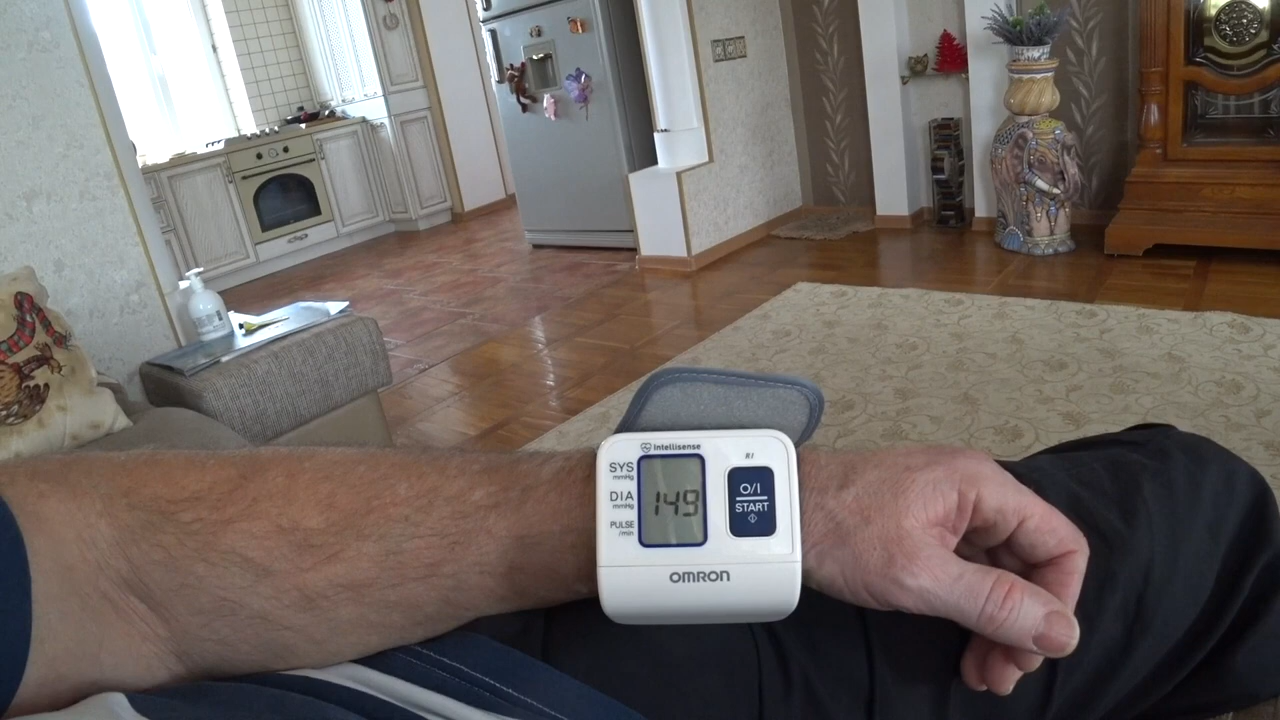 Intellisense
SYS
mmHg
DIA
mmHg
PULSE
/min
149
R1
O/I
START
OMRON